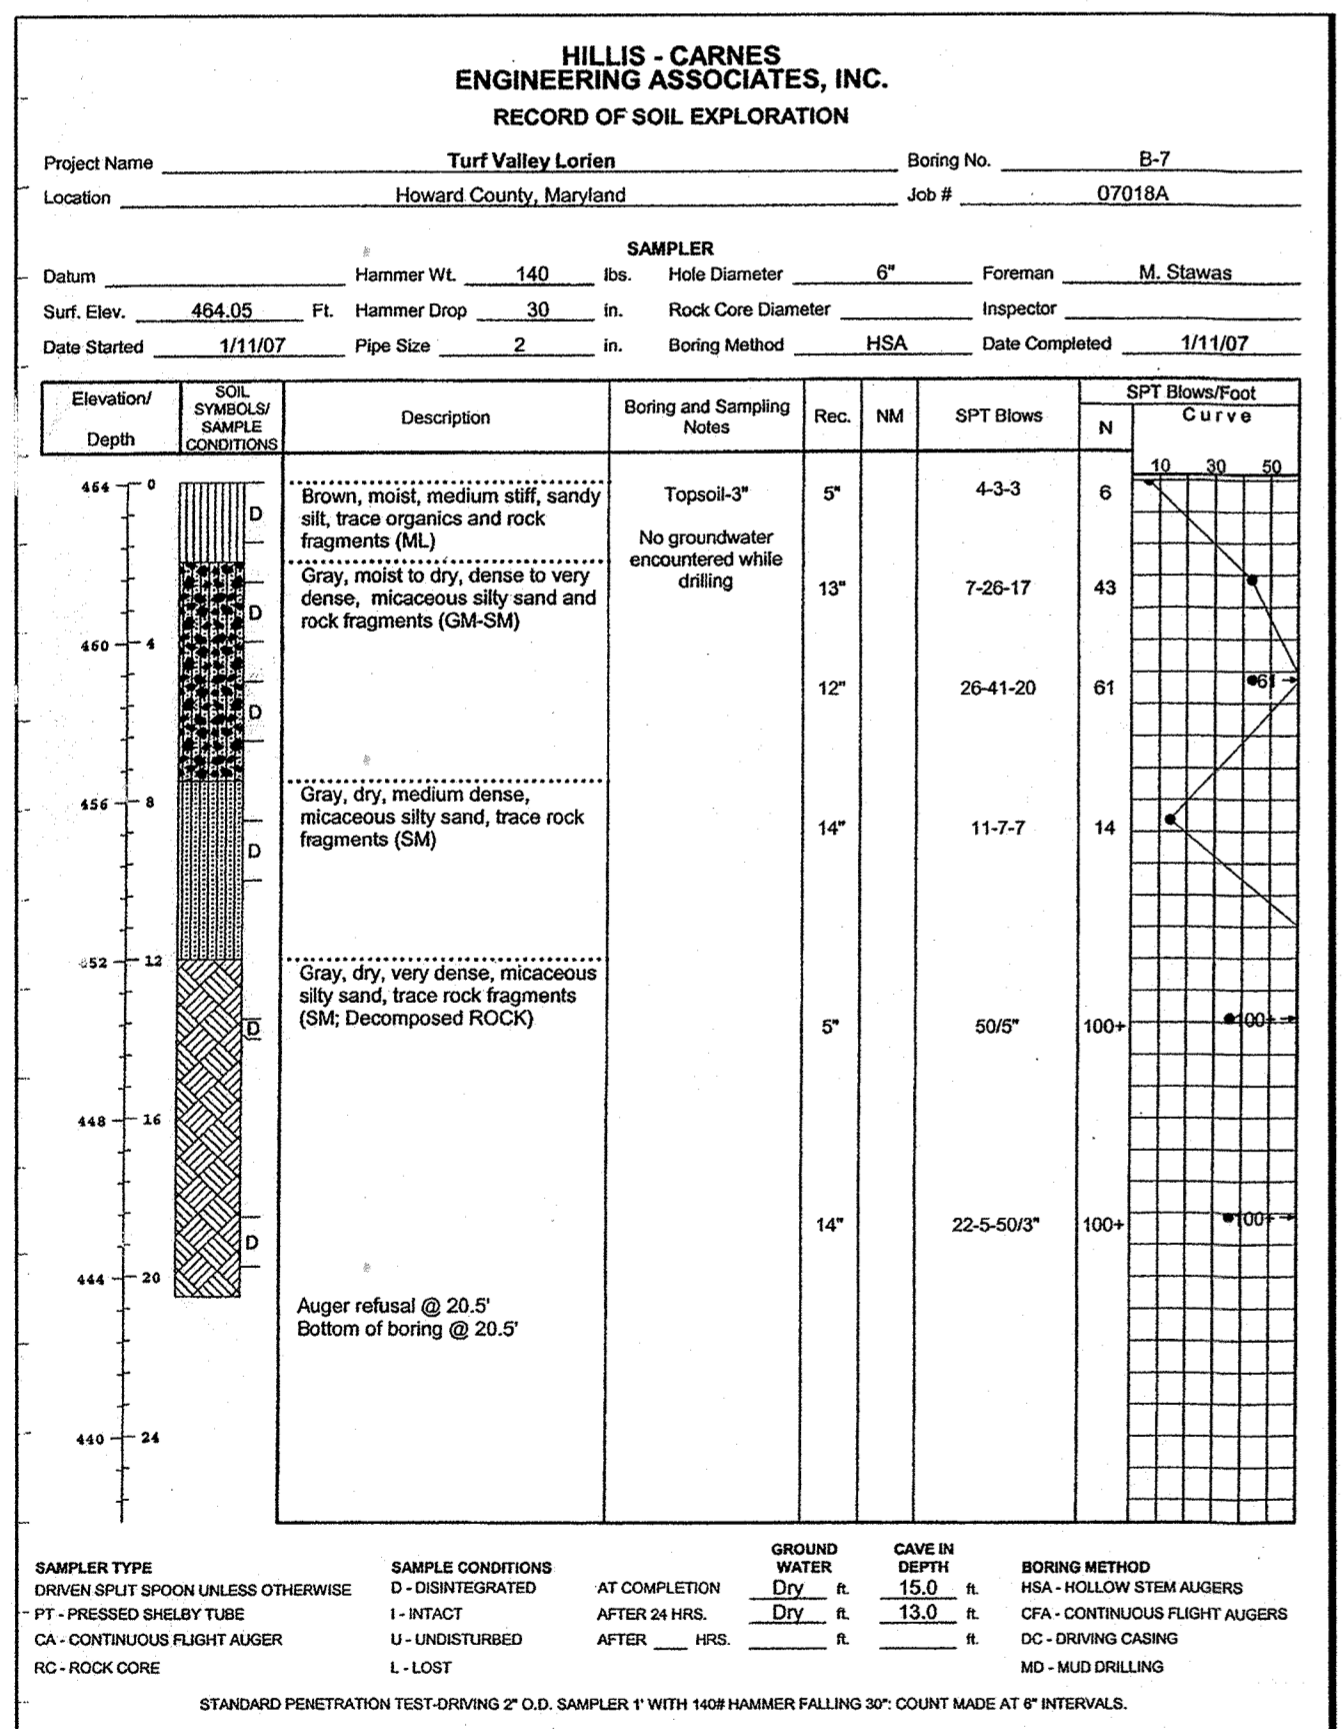 HILLIS - CARNES
ENGINEERING ASSOCIATES, INC.
RECORD OF SOIL EXPLORATION
Project Name Turf Valley Lorien Boring No. B-7
Location Howard County, Maryland Job # 07018A
SAMPLER
Datum Hammer Wt. 140 lbs. Hole Diameter 6" Foreman M. Stawas
Surf. Elev. 464.05 Ft. Hammer Drop 30 in. Rock Core Diameter Inspector
Date Started 1/11/07 Pipe Size 2 in. Boring Method HSA Date Completed 1/11/07
Elevation/
Depth
SOIL
SYMBOLS/
SAMPLE
CONDITIONS
Description
Boring and Sampling
Notes
Rec.
NM
SPT Blows
SPT Blows/Foot
N
Curve
10 30 50
464 0
Brown, moist, medium stiff, sandy
silt, trace organics and rock
fragments (ML)
D
Topsoil-3"
No groundwater
encountered while
drilling
5" 4-3-3 6
Gray, moist to dry, dense to very
dense, micaceous silty sand and
rock fragments (GM-SM)
D
13" 7-26-17 43
460 4
D
12" 26-41-20 61
61
456 8
Gray, dry, medium dense,
micaceous silty sand, trace rock
fragments (SM)
D
14" 11-7-7 14
452 12
Gray, dry, very dense, micaceous
silty sand, trace rock fragments
(SM; Decomposed ROCK)
D
5" 50/5" 100+
100+
448 16
D
14" 22-5-50/3" 100+
100+
444 20
Auger refusal @ 20.5'
Bottom of boring @ 20.5'
440 24
SAMPLER TYPE
DRIVEN SPLIT SPOON UNLESS OTHERWISE
PT - PRESSED SHELBY TUBE
CA - CONTINUOUS FLIGHT AUGER
RC - ROCK CORE
SAMPLE CONDITIONS
D - DISINTEGRATED
I - INTACT
U - UNDISTURBED
L - LOST
GROUND
WATER
CAVE IN
DEPTH
AT COMPLETION Dry ft. 15.0 ft.
AFTER 24 HRS. Dry ft. 13.0 ft.
AFTER ___ HRS. ft. ft.
BORING METHOD
HSA - HOLLOW STEM AUGERS
CFA - CONTINUOUS FLIGHT AUGERS
DC - DRIVING CASING
MD - MUD DRILLING
STANDARD PENETRATION TEST-DRIVING 2" O.D. SAMPLER 1' WITH 140# HAMMER FALLING 30": COUNT MADE AT 6" INTERVALS.